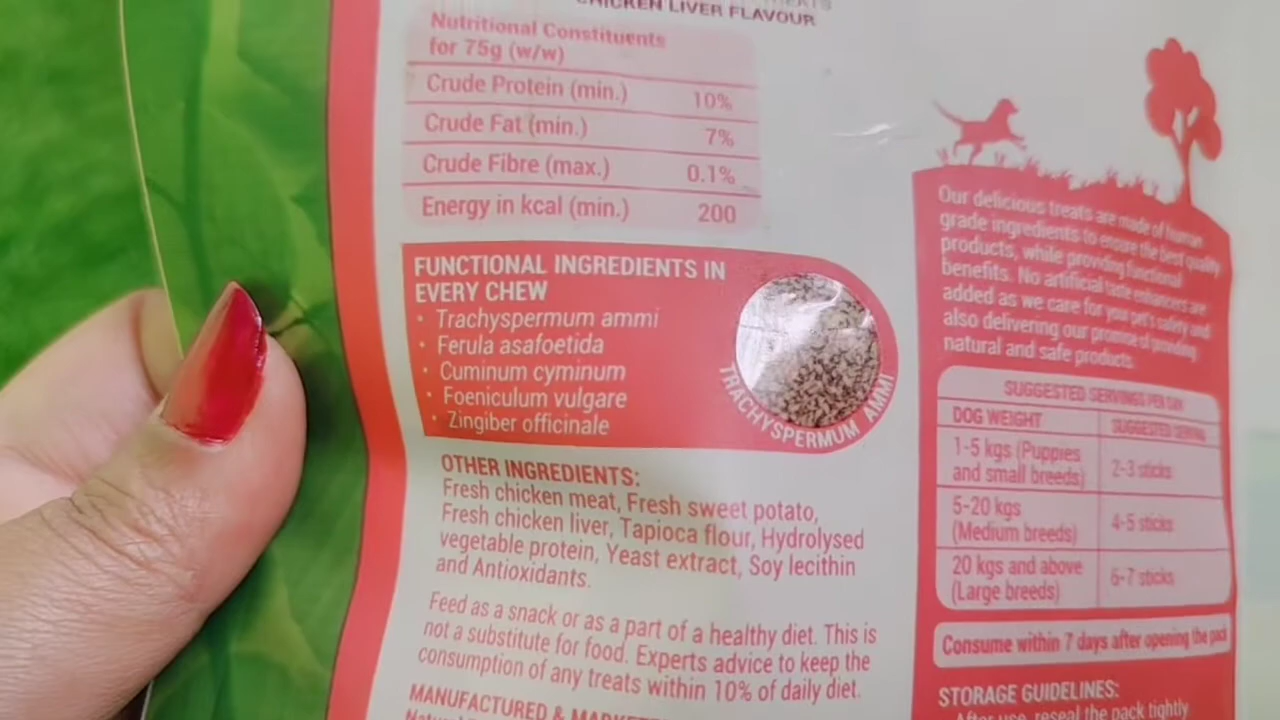 CHICKEN LIVER FLAVOUR
Nutritional Constituents
for 75g (w/w)
Crude Protein (min.) 10%
Crude Fat (min.) 7%
Crude Fibre (max.) 0.1%
Energy in kcal (min.) 200
FUNCTIONAL INGREDIENTS IN
EVERY CHEW
• Trachyspermum ammi
• Ferula asafoetida
• Cuminum cyminum
• Foeniculum vulgare
• Zingiber officinale
TRACHYSPERMUM AMMI
OTHER INGREDIENTS:
Fresh chicken meat, Fresh sweet potato,
Fresh chicken liver, Tapioca flour, Hydrolysed
vegetable protein, Yeast extract, Soy lecithin
and Antioxidants.
Feed as a snack or as a part of a healthy diet. This is
not a substitute for food. Experts advice to keep the
consumption of any treats within 10% of daily diet.
MANUFACTURED &
Our delicious treats are made of human
grade ingredients to ensure the best quality
products, while providing functional
benefits. No artificial taste enhancers are
added as we care for you pet's safety and
also delivering our promise of providing
natural and safe products.
SUGGESTED SERVINGS PER DAY
DOG WEIGHT SUGGESTED SERVING
1-5 kgs (Puppies
and small breeds) 2-3 sticks
5-20 kgs
(Medium breeds) 4-5 sticks
20 kgs and above
(Large breeds) 6-7 sticks
Consume within 7 days after opening the pack
STORAGE GUIDELINES:
After use, reseal the pack tightly